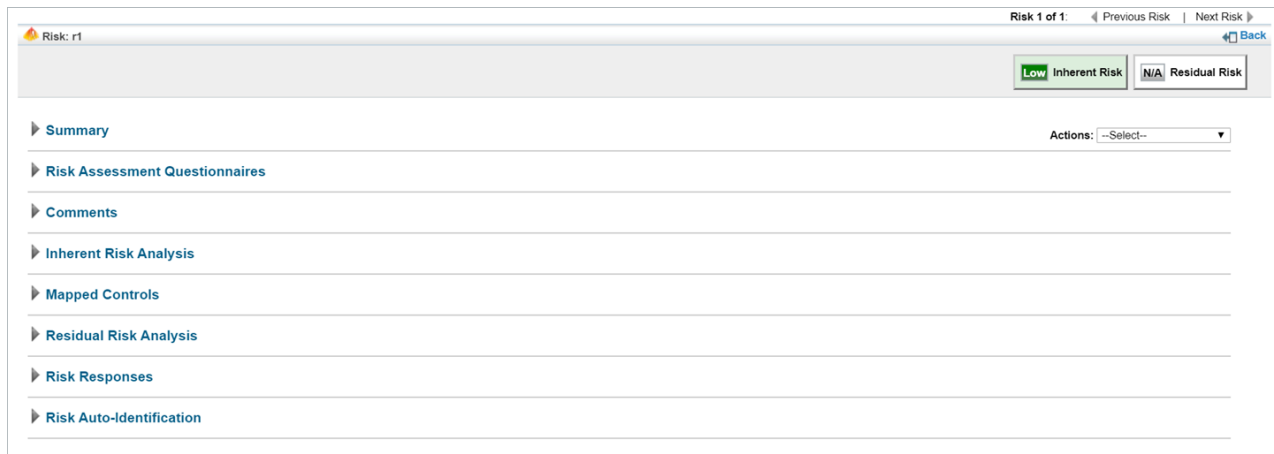 Risk 1 of 1: Previous Risk | Next Risk
Risk: r1 Back
Low Inherent Risk N/A Residual Risk
Summary
Actions: --Select--
Risk Assessment Questionnaires
Comments
Inherent Risk Analysis
Mapped Controls
Residual Risk Analysis
Risk Responses
Risk Auto-Identification